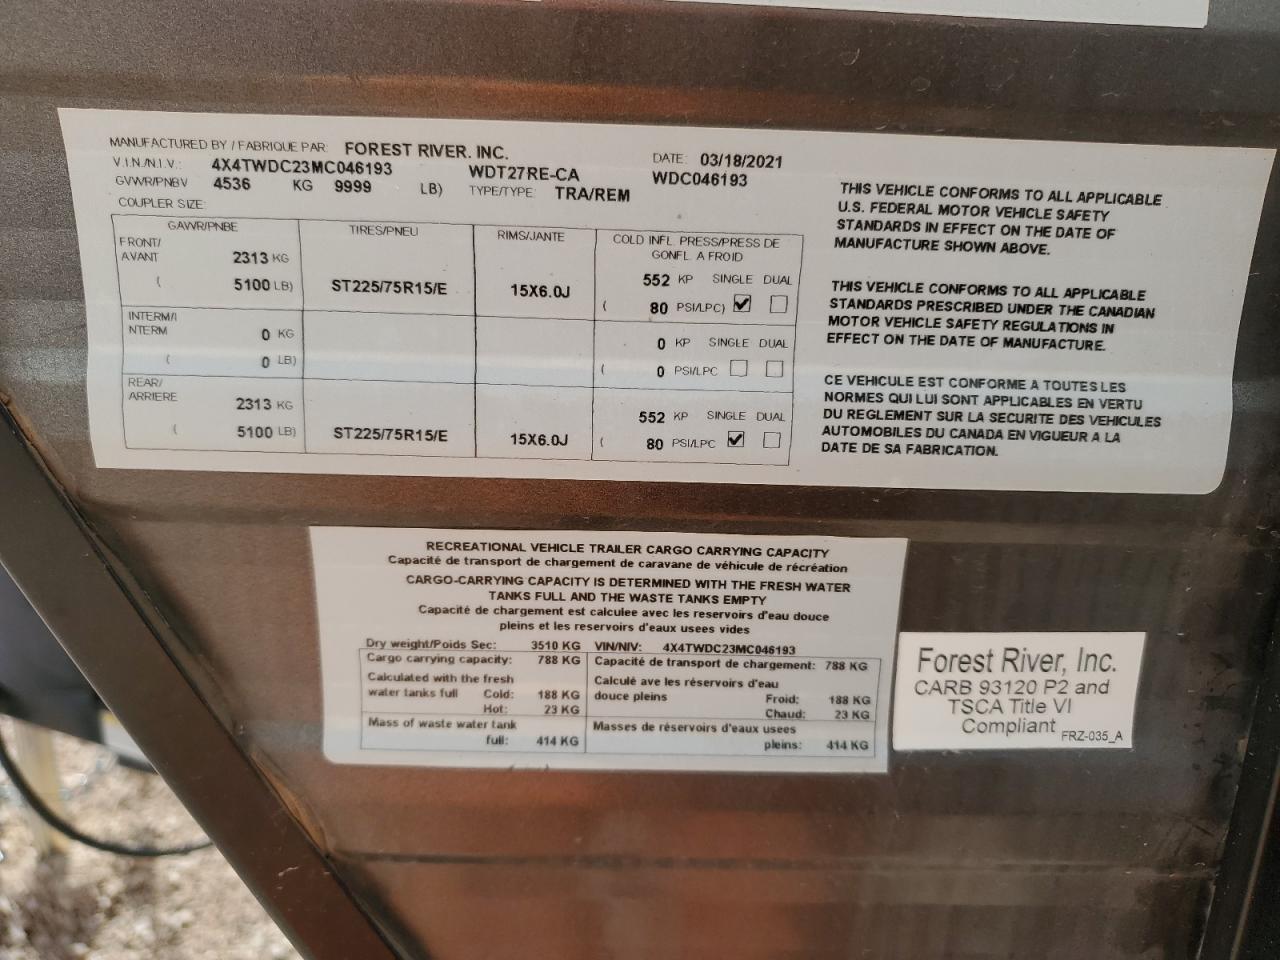 MANUFACTURED BY / FABRIQUE PAR: FOREST RIVER. INC. DATE: 03/18/2021
V.I.N./N.I.V.: 4X4TWDC23MC046193 WDT27RE-CA WDC046193
GVWR/PNBV 4536 KG 9999 LB) TYPE/TYPE: TRA/REM
COUPLER SIZE:
GAWR/PNBE TIRES/PNEU RIMS/JANTE COLD INFL. PRESS/PRESS DE
GONFL. A FROID
FRONT/
AVANT 2313 KG 552 KP SINGLE DUAL
( 5100 LB) ST225/75R15/E 15X6.0J ( 80 PSI/LPC)
INTERM/I
NTERM 0 KG 0 KP SINGLE DUAL
( 0 LB) ( 0 PSI/LPC
REAR/
ARRIERE 2313 KG 552 KP SINGLE DUAL
( 5100 LB) ST225/75R15/E 15X6.0J ( 80 PSI/LPC
THIS VEHICLE CONFORMS TO ALL APPLICABLE
U.S. FEDERAL MOTOR VEHICLE SAFETY
STANDARDS IN EFFECT ON THE DATE OF
MANUFACTURE SHOWN ABOVE.
THIS VEHICLE CONFORMS TO ALL APPLICABLE
STANDARDS PRESCRIBED UNDER THE CANADIAN
MOTOR VEHICLE SAFETY REGULATIONS IN
EFFECT ON THE DATE OF MANUFACTURE.
CE VEHICULE EST CONFORME A TOUTES LES
NORMES QUI LUI SONT APPLICABLES EN VERTU
DU REGLEMENT SUR LA SECURITE DES VEHICULES
AUTOMOBILES DU CANADA EN VIGUEUR A LA
DATE DE SA FABRICATION.
RECREATIONAL VEHICLE TRAILER CARGO CARRYING CAPACITY
Capacité de transport de chargement de caravane de véhicule de récréation
CARGO-CARRYING CAPACITY IS DETERMINED WITH THE FRESH WATER
TANKS FULL AND THE WASTE TANKS EMPTY
Capacité de chargement est calculee avec les reservoirs d'eau douce
pleins et les reservoirs d'eaux usees vides
Dry weight/Poids Sec: 3510 KG VIN/NIV: 4X4TWDC23MC046193
Cargo carrying capacity: 788 KG Capacité de transport de chargement: 788 KG
Calculated with the fresh Calculé ave les réservoirs d'eau
water tanks full Cold: 188 KG douce pleins Froid: 188 KG
Hot: 23 KG Chaud: 23 KG
Mass of waste water tank Masses de réservoirs d'eaux usees
full: 414 KG pleins: 414 KG
Forest River, Inc.
CARB 93120 P2 and
TSCA Title VI
Compliant FRZ-035_A